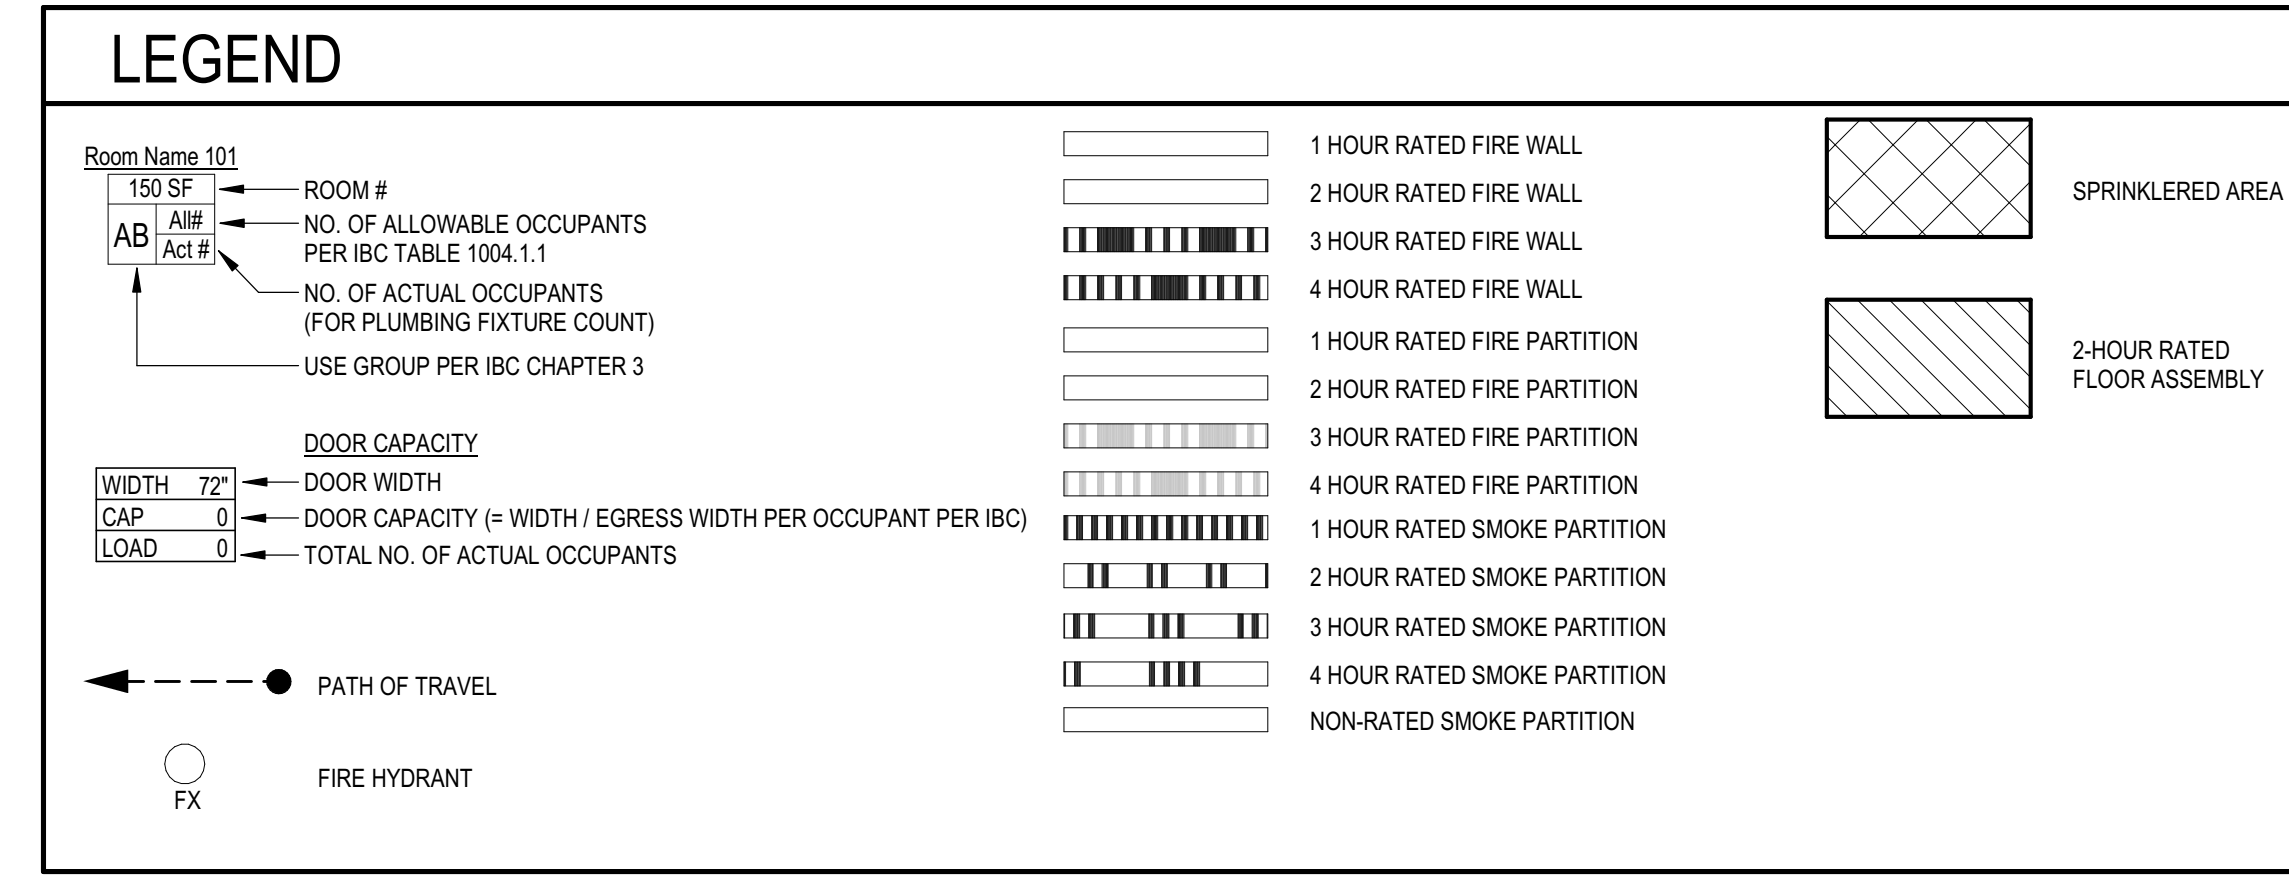 LEGEND
Room Name 101
150 SF
AB
All#
Act #
ROOM #
NO. OF ALLOWABLE OCCUPANTS
PER IBC TABLE 1004.1.1
NO. OF ACTUAL OCCUPANTS
(FOR PLUMBING FIXTURE COUNT)
USE GROUP PER IBC CHAPTER 3
DOOR CAPACITY
WIDTH 72"
CAP 0
LOAD 0
DOOR WIDTH
DOOR CAPACITY (= WIDTH / EGRESS WIDTH PER OCCUPANT PER IBC)
TOTAL NO. OF ACTUAL OCCUPANTS
PATH OF TRAVEL
FX
FIRE HYDRANT
1 HOUR RATED FIRE WALL
2 HOUR RATED FIRE WALL
3 HOUR RATED FIRE WALL
4 HOUR RATED FIRE WALL
1 HOUR RATED FIRE PARTITION
2 HOUR RATED FIRE PARTITION
3 HOUR RATED FIRE PARTITION
4 HOUR RATED FIRE PARTITION
1 HOUR RATED SMOKE PARTITION
2 HOUR RATED SMOKE PARTITION
3 HOUR RATED SMOKE PARTITION
4 HOUR RATED SMOKE PARTITION
NON-RATED SMOKE PARTITION
SPRINKLERED AREA
2-HOUR RATED
FLOOR ASSEMBLY